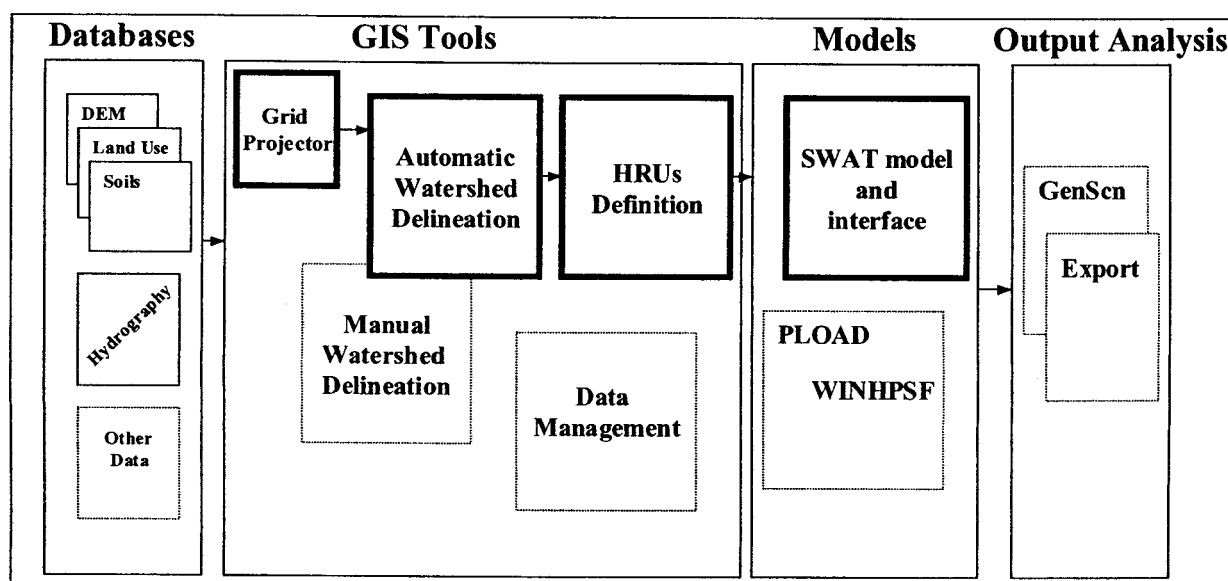 Databases
GIS Tools
Models
Output Analysis
DEM
Land Use
Soils
Hydrography
Other
Data
Grid
Projector
Automatic
Watershed
Delineation
HRUs
Definition
Manual
Watershed
Delineation
Data
Management
SWAT model
and
interface
PLOAD
WINHPSF
GenScn
Export